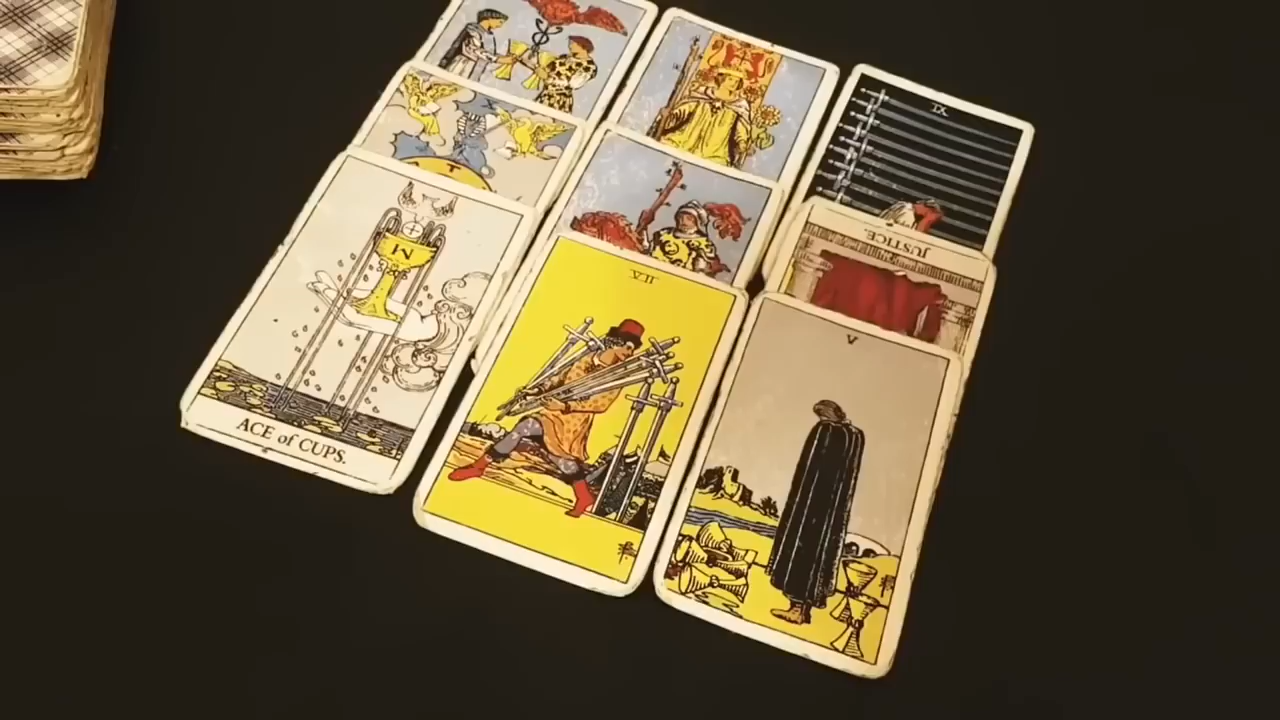 IX
T
JUSTICE.
M
VII
V
ACE of CUPS.